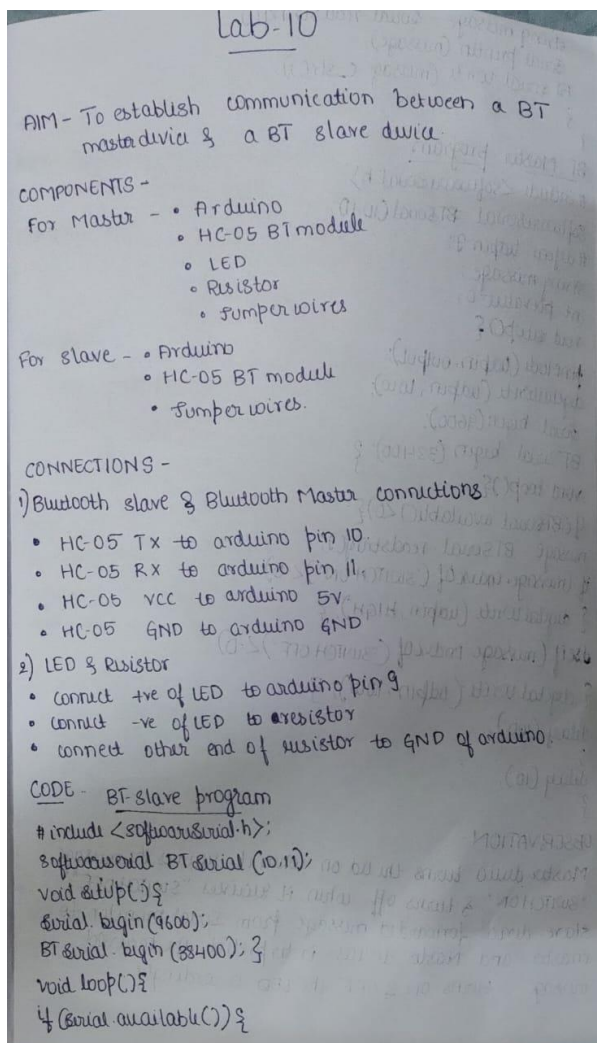 Lab-10
AIM - To establish communication between a BT
master device & a BT slave device.
COMPONENTS -
For Master - • Arduino
• HC-05 BT module
• LED
• Resistor
• Jumper wires
For slave - • Arduino
• HC-05 BT module
• Jumper wires.
CONNECTIONS -
1) Bluetooth slave & Bluetooth Master connections
• HC-05 TX to arduino pin 10
• HC-05 RX to arduino pin 11
• HC-05 VCC to arduino 5V
• HC-05 GND to arduino GND
2) LED & Resistor
• connect +ve of LED to arduino pin 9
• connect -ve of LED to a resistor
• connect other end of resistor to GND of arduino
CODE - BT-slave program
# include <softwareserial.h>;
softwareserial BT serial (10,11);
void setup() {
serial.begin(9600);
BT serial.begin(38400); }
void loop() {
if (serial.available()) {